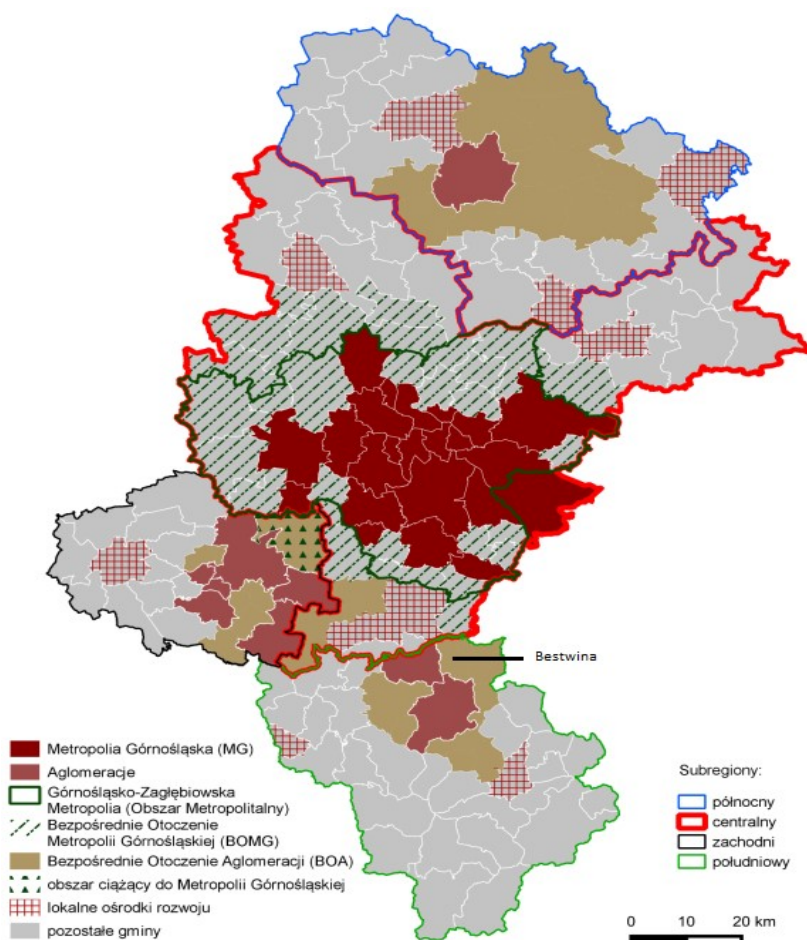 Bestwina
Metropolia Górnośląska (MG)
Aglomeracje
Górnośląsko-Zagłębiowska
Metropolia (Obszar Metropolitalny)
Bezpośrednie Otoczenie
Metropolii Górnośląskiej (BOMG)
Bezpośrednie Otoczenie Aglomeracji (BOA)
obszar ciążący do Metropolii Górnośląskiej
lokalne ośrodki rozwoju
pozostałe gminy
Subregiony:
północny
centralny
zachodni
południowy
0 10 20 km